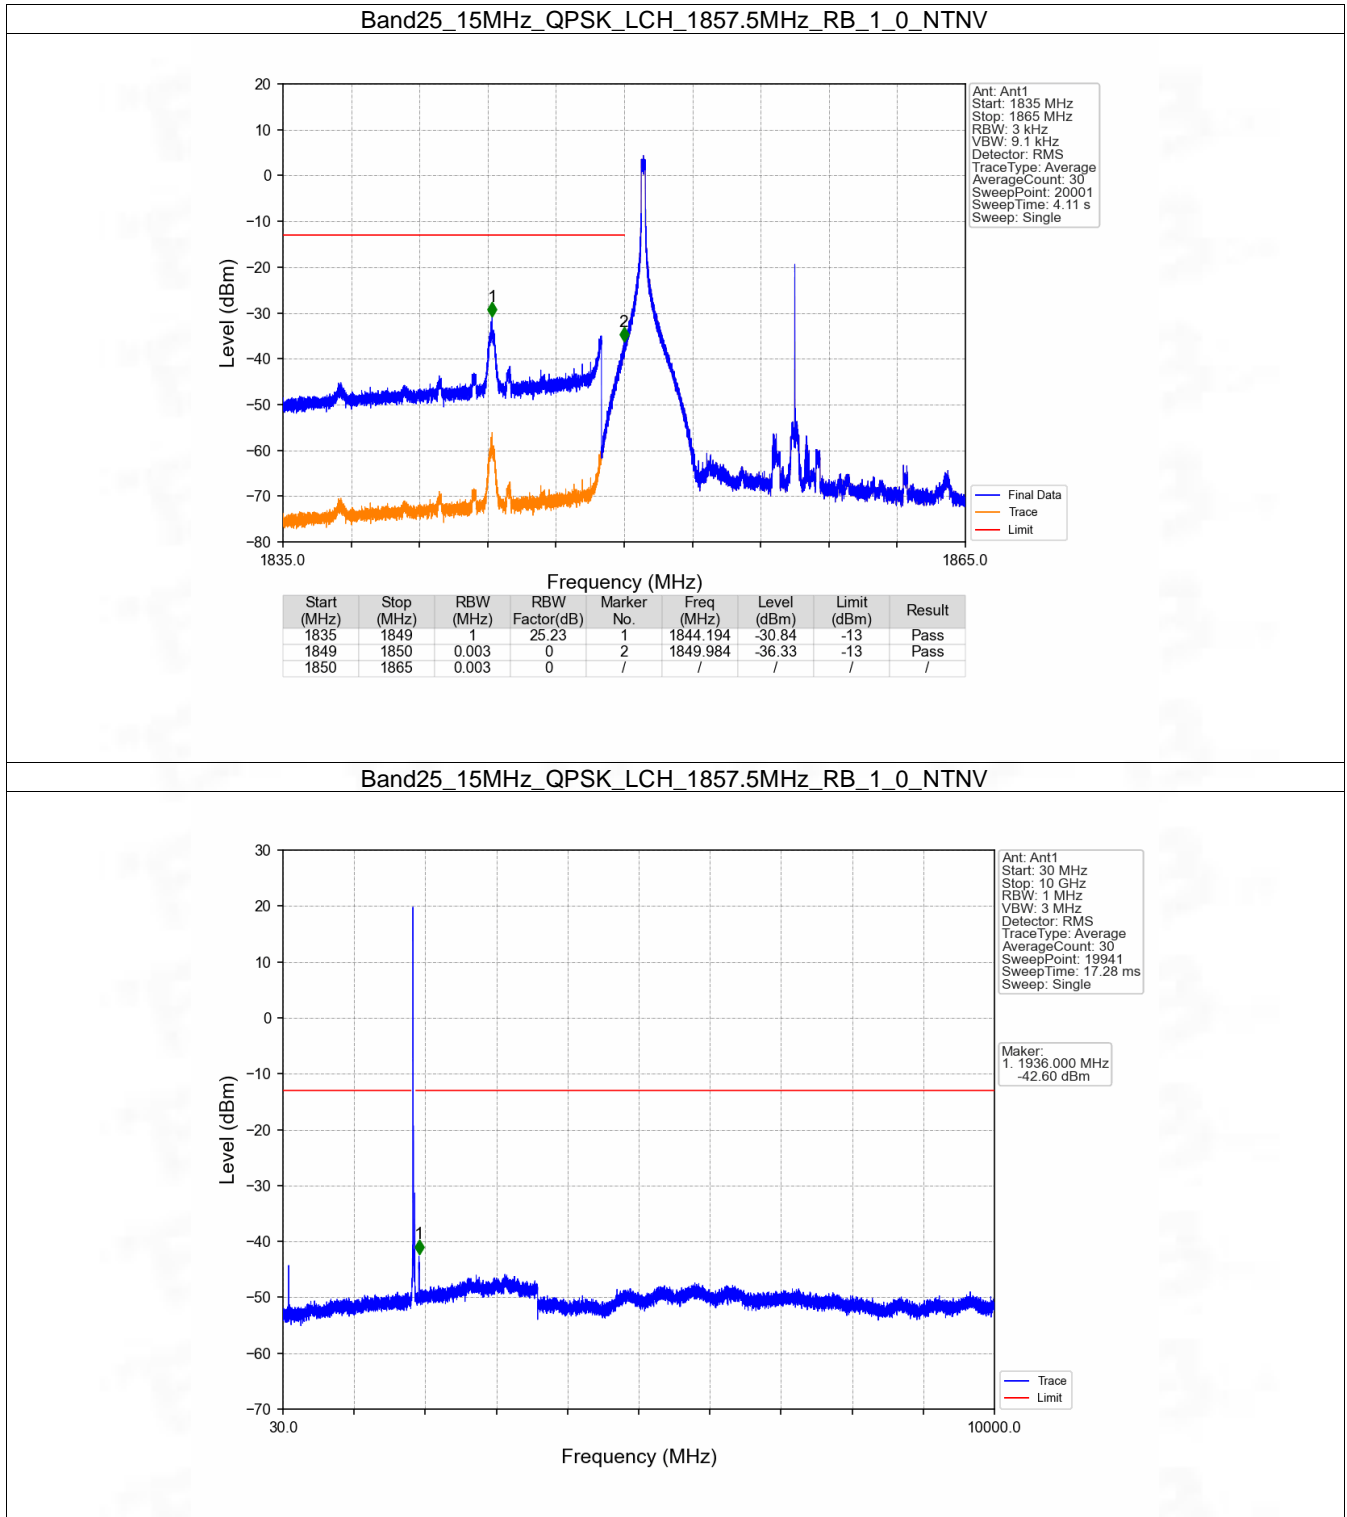 Band25_15MHz_QPSK_LCH_1857.5MHz_RB_1_0_NTNV
20
10
0
−10
−20
−30
−40
−50
−60
−70
−80
Level (dBm)
1
2
1835.0
1865.0
Frequency (MHz)
Ant: Ant1
Start: 1835 MHz
Stop: 1865 MHz
RBW: 3 kHz
VBW: 9.1 kHz
Detector: RMS
TraceType: Average
AverageCount: 30
SweepPoint: 20001
SweepTime: 4.11 s
Sweep: Single
Final Data
Trace
Limit
Start (MHz) Stop (MHz) RBW (MHz) RBW Factor(dB) Marker No. Freq (MHz) Level (dBm) Limit (dBm) Result
1835 1849 1 25.23 1 1844.194 -30.84 -13 Pass
1849 1850 0.003 0 2 1849.984 -36.33 -13 Pass
1850 1865 0.003 0 / / / / /
Band25_15MHz_QPSK_LCH_1857.5MHz_RB_1_0_NTNV
30
20
10
0
−10
−20
−30
−40
−50
−60
−70
Level (dBm)
1
30.0
10000.0
Frequency (MHz)
Ant: Ant1
Start: 30 MHz
Stop: 10 GHz
RBW: 1 MHz
VBW: 3 MHz
Detector: RMS
TraceType: Average
AverageCount: 30
SweepPoint: 19941
SweepTime: 17.28 ms
Sweep: Single
Maker:
1. 1936.000 MHz
-42.60 dBm
Trace
Limit